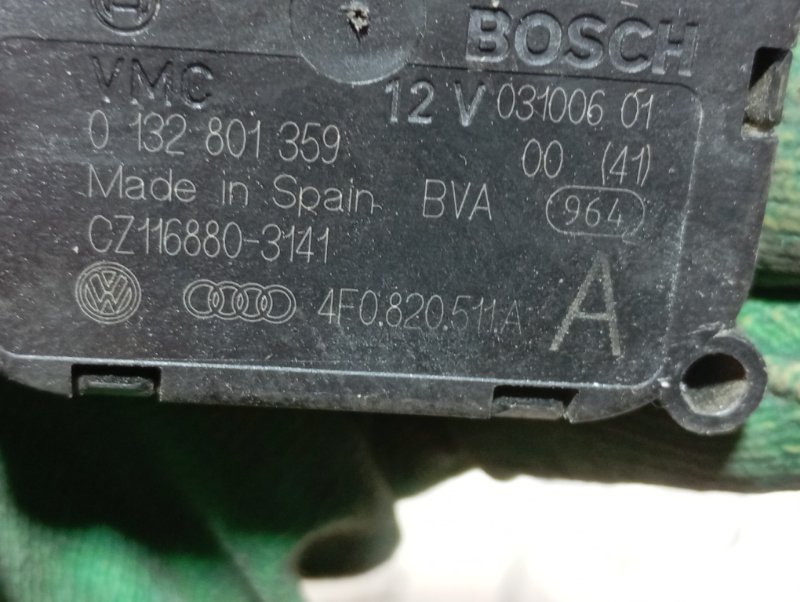 BOSCH
VMC 12 V 031006 01
0 132 801 359 00 (41)
Made in Spain BVA 964
CZ116880-3141
4F0.820.511.A A